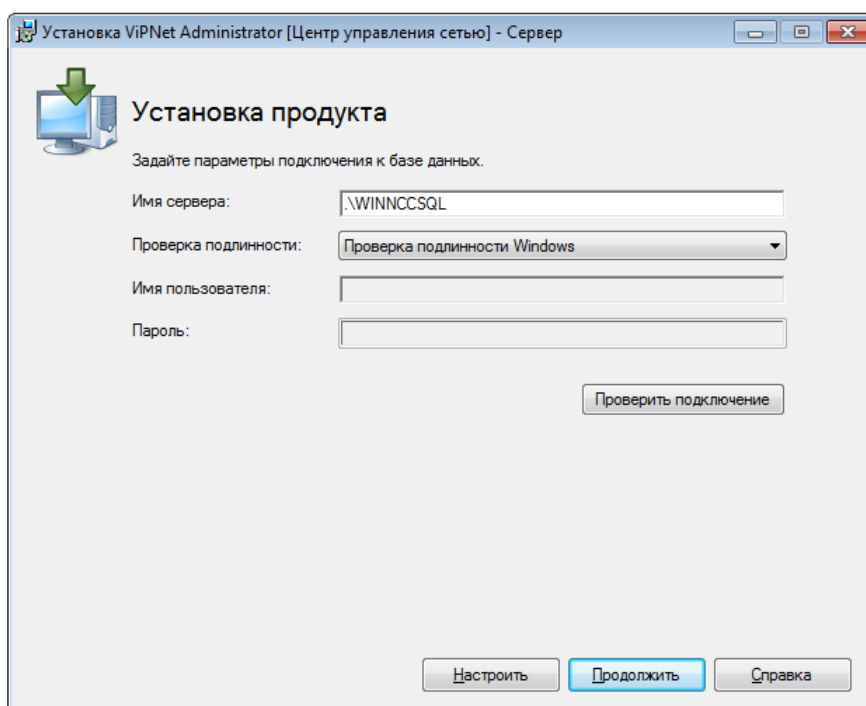 Установка ViPNet Administrator [Центр управления сетью] - Сервер
Установка продукта
Задайте параметры подключения к базе данных.
Имя сервера: .\WINNCCSQL
Проверка подлинности: Проверка подлинности Windows
Имя пользователя:
Пароль:
Проверить подключение
Настроить Продолжить Справка